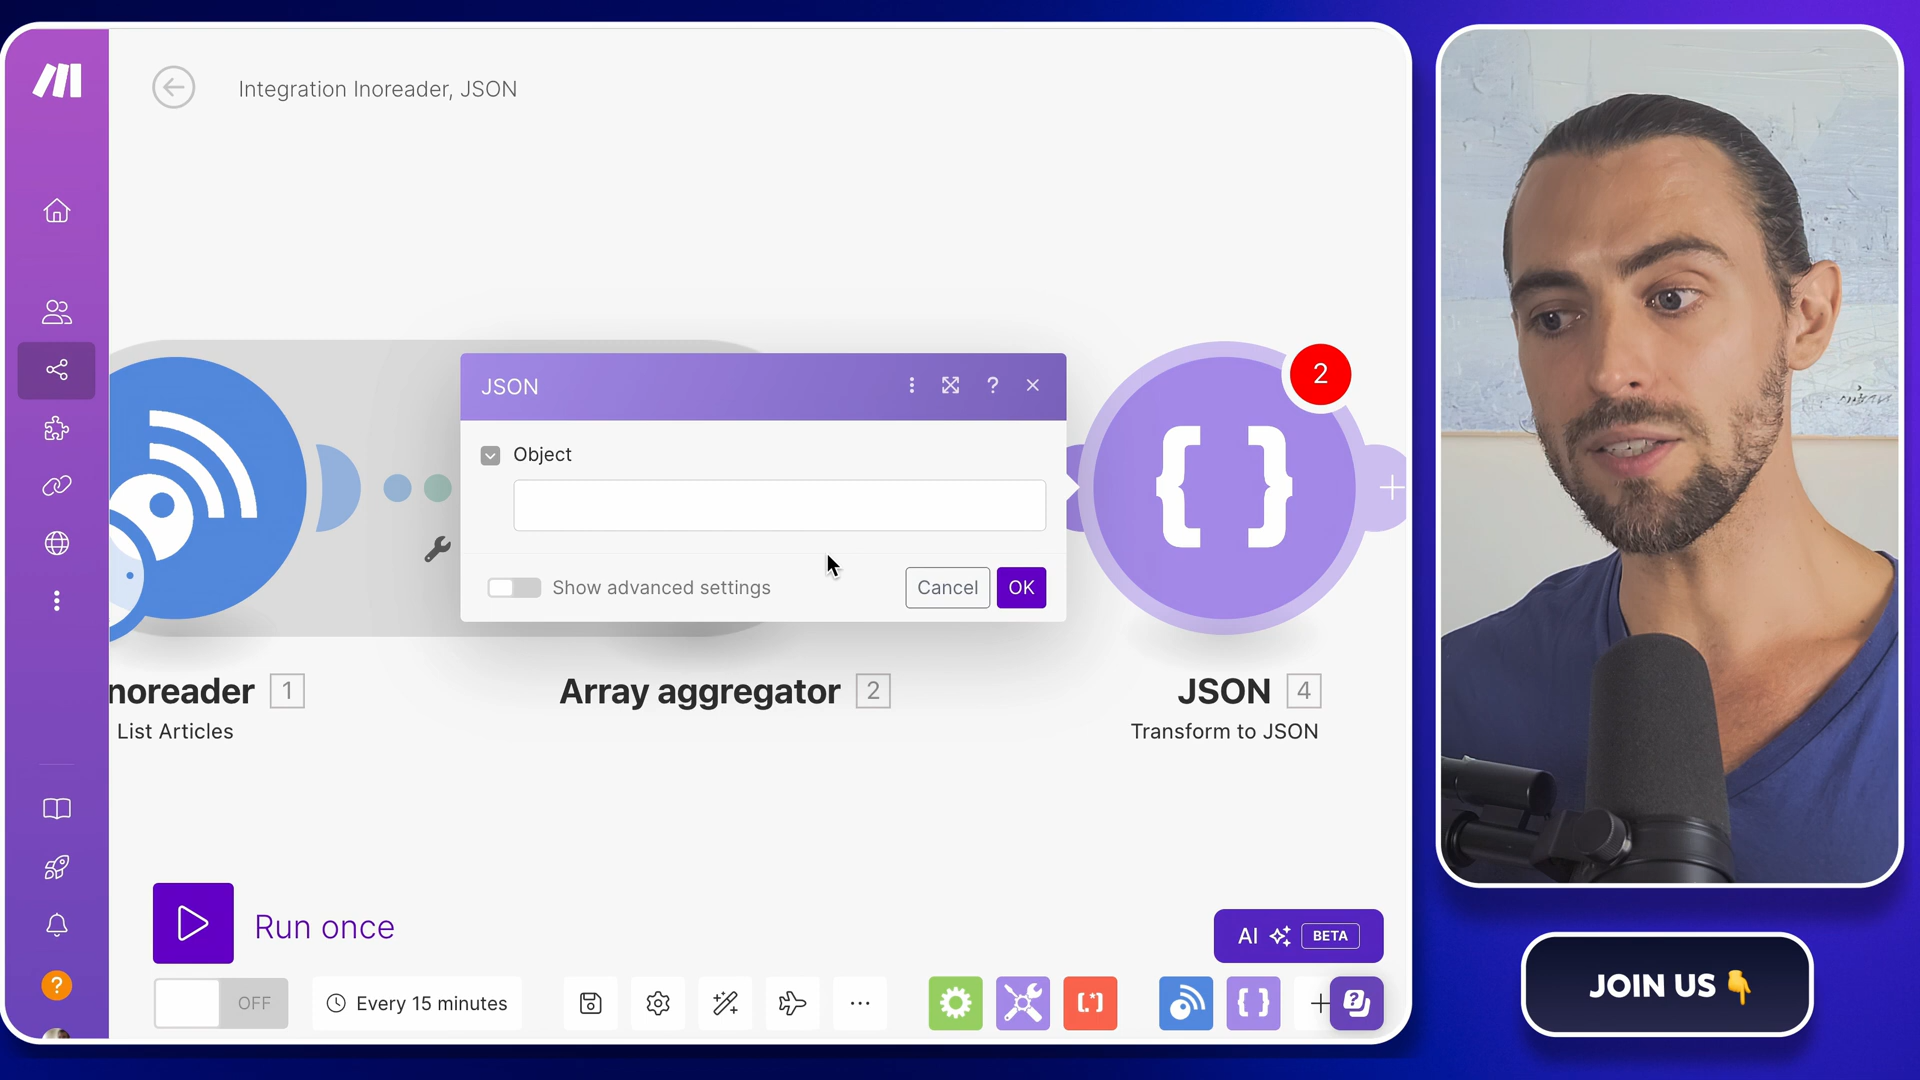 Integration Inoreader, JSON
JSON
?
Object
Show advanced settings
Cancel
OK
2
noreader 1
List Articles
Array aggregator 2
JSON 4
Transform to JSON
Run once
AI BETA
OFF
Every 15 minutes
?
JOIN US